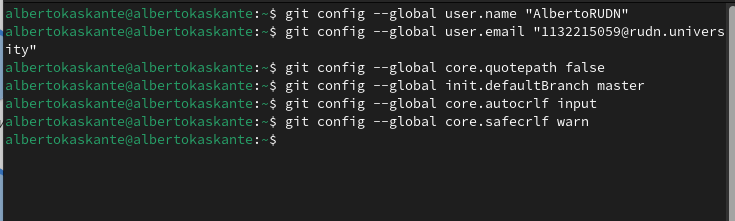 albertokaskante@albertokaskante:~$ git config --global user.name "AlbertoRUDN"
albertokaskante@albertokaskante:~$ git config --global user.email "1132215059@rudn.univers
ity"
albertokaskante@albertokaskante:~$ git config --global core.quotepath false
albertokaskante@albertokaskante:~$ git config --global init.defaultBranch master
albertokaskante@albertokaskante:~$ git config --global core.autocrlf input
albertokaskante@albertokaskante:~$ git config --global core.safecrlf warn
albertokaskante@albertokaskante:~$